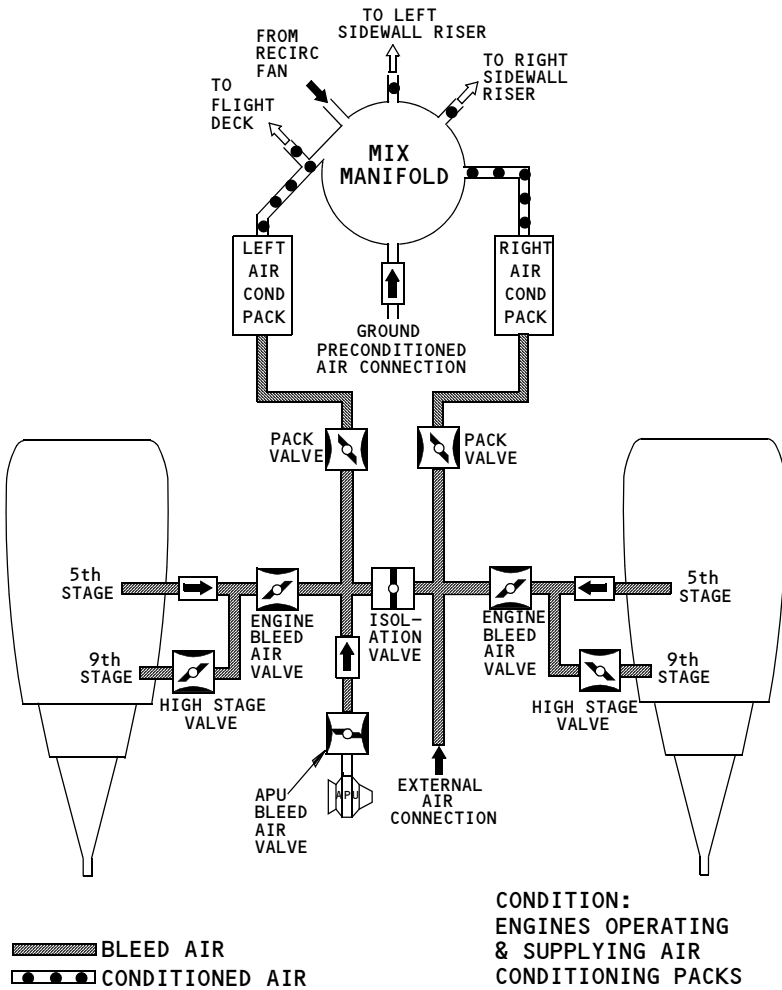 TO LEFT
SIDEWALL RISER
FROM
RECIRC
FAN
TO RIGHT
SIDEWALL
RISER
TO
FLIGHT
DECK
MIX
MANIFOLD
LEFT
AIR
COND
PACK
RIGHT
AIR
COND
PACK
GROUND
PRECONDITIONED
AIR CONNECTION
PACK
VALVE
PACK
VALVE
5th
STAGE
9th
STAGE
ENGINE
BLEED
AIR
VALVE
ISOL–
ATION
VALVE
ENGINE
BLEED
AIR
VALVE
5th
STAGE
9th
STAGE
HIGH STAGE
VALVE
HIGH STAGE
VALVE
APU
BLEED
AIR
VALVE
APU
EXTERNAL
AIR
CONNECTION
BLEED AIR
CONDITIONED AIR
CONDITION:
ENGINES OPERATING
& SUPPLYING AIR
CONDITIONING PACKS